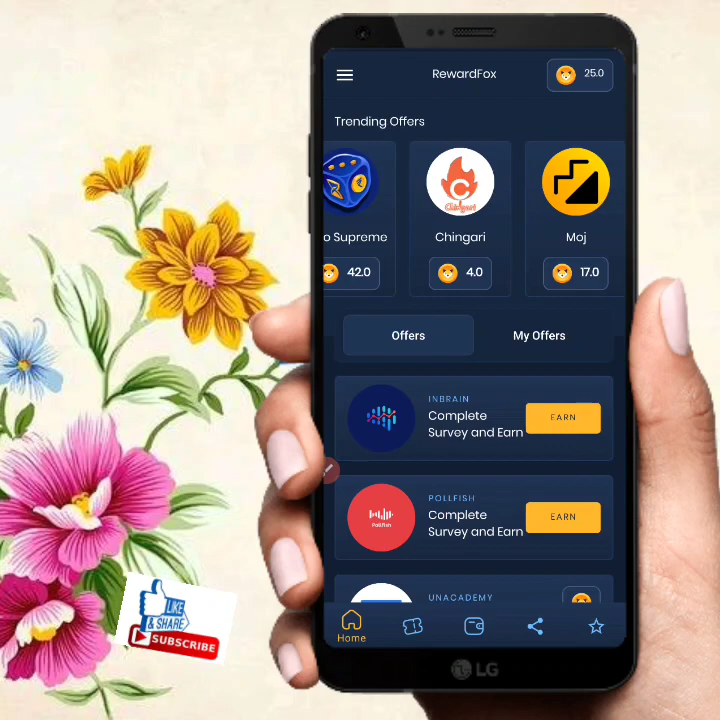 RewardFox
25.0
Trending Offers
o Supreme
Chingari
Moj
42.0
4.0
17.0
Offers
My Offers
INBRAIN
Complete
Survey and Earn
EARN
POLLFISH
Pollfish
Complete
Survey and Earn
EARN
UNACADEMY
Home
LG
LIKE
& SHARE
SUBSCRIBE